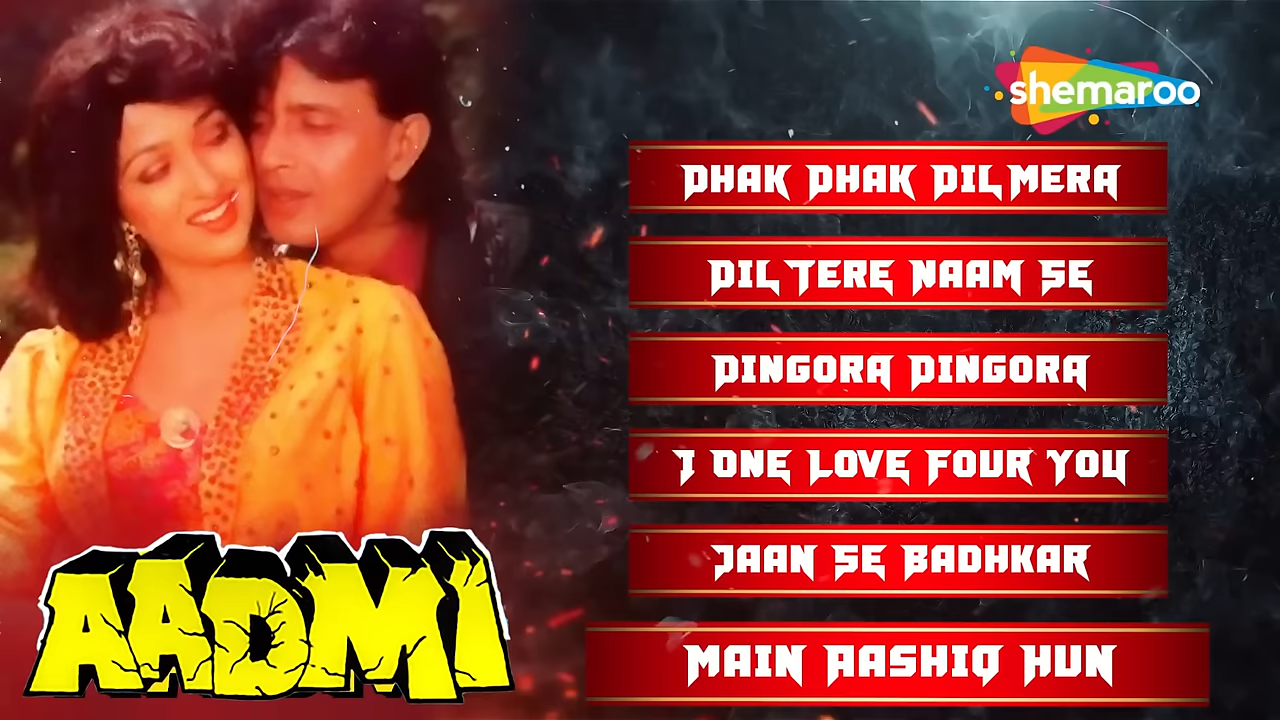 shemaroo
DHAK DHAK DIL MERA
DIL TERE NAAM SE
DINGORA DINGORA
I ONE LOVE FOUR YOU
JAAN SE BADHKAR
MAIN AASHIQ HUN
AADMI